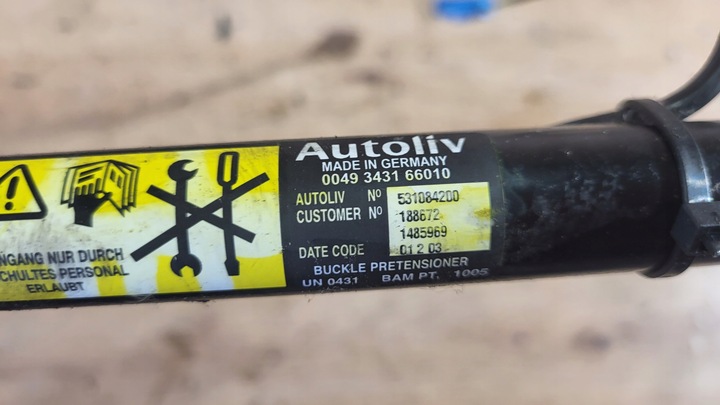 Autoliv
MADE IN GERMANY
0049 3431 66010
AUTOLIV No 531084200
CUSTOMER No 188672
1485969
DATE CODE 01 2 03
BUCKLE PRETENSIONER
UN 0431 BAM PT. 1005
NGANG NUR DURCH
CHULTES PERSONAL
ERLAUBT